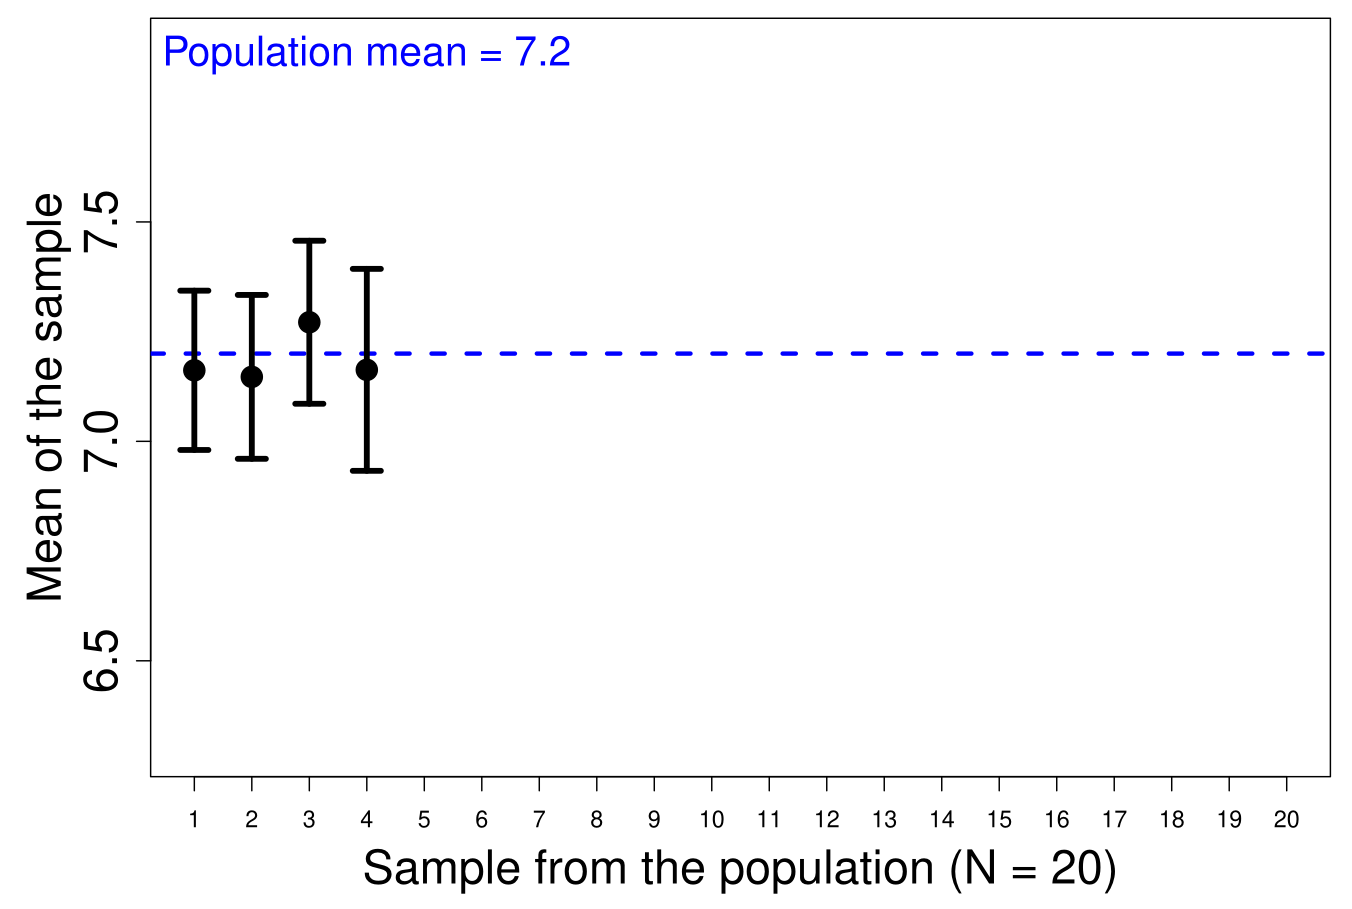 Population mean = 7.2
Mean of the sample
7.5
7.0
6.5
1 2 3 4 5 6 7 8 9 10 11 12 13 14 15 16 17 18 19 20
Sample from the population (N = 20)